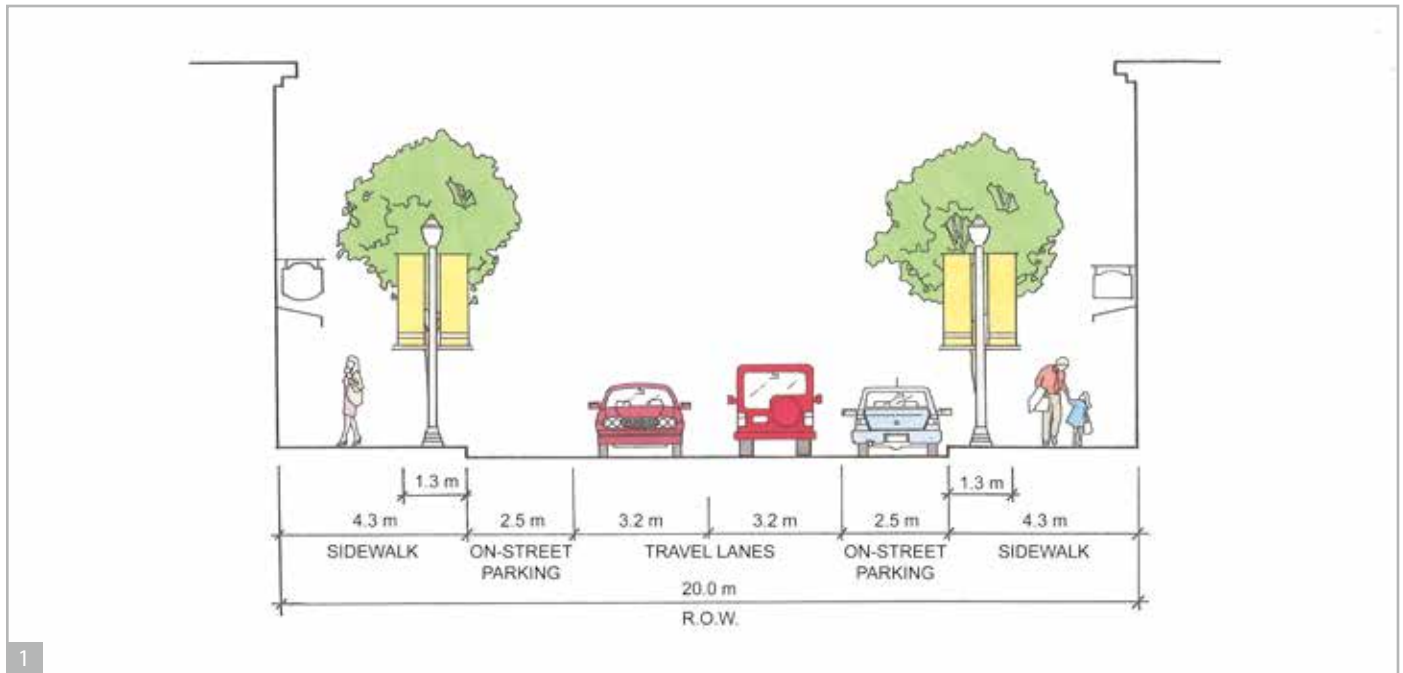 1.3 m 1.3 m
4.3 m 2.5 m 3.2 m 3.2 m 2.5 m 4.3 m
SIDEWALK ON-STREET TRAVEL LANES ON-STREET SIDEWALK
PARKING PARKING
20.0 m
R.O.W.
1